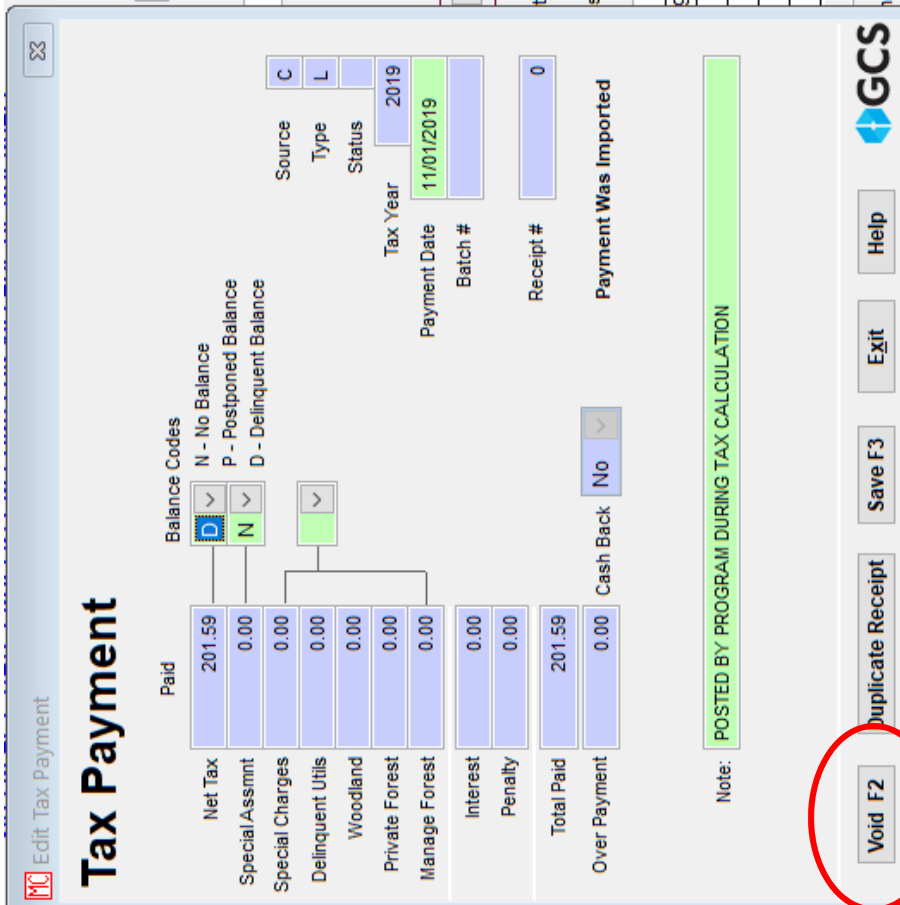 MC Edit Tax Payment
Tax Payment
Paid
Balance Codes
Net Tax 201.59 D N - No Balance
Special Assmnt 0.00 N P - Postponed Balance
Special Charges 0.00 D - Delinquent Balance
Delinquent Utils 0.00
Woodland 0.00
Private Forest 0.00
Manage Forest 0.00
Interest 0.00
Penalty 0.00
Total Paid 201.59
Over Payment 0.00 Cash Back No
Source C
Type L
Status
Tax Year 2019
Payment Date 11/01/2019
Batch #
Receipt # 0
Payment Was Imported
Note: POSTED BY PROGRAM DURING TAX CALCULATION
Void F2 Duplicate Receipt Save F3 Exit Help GCS